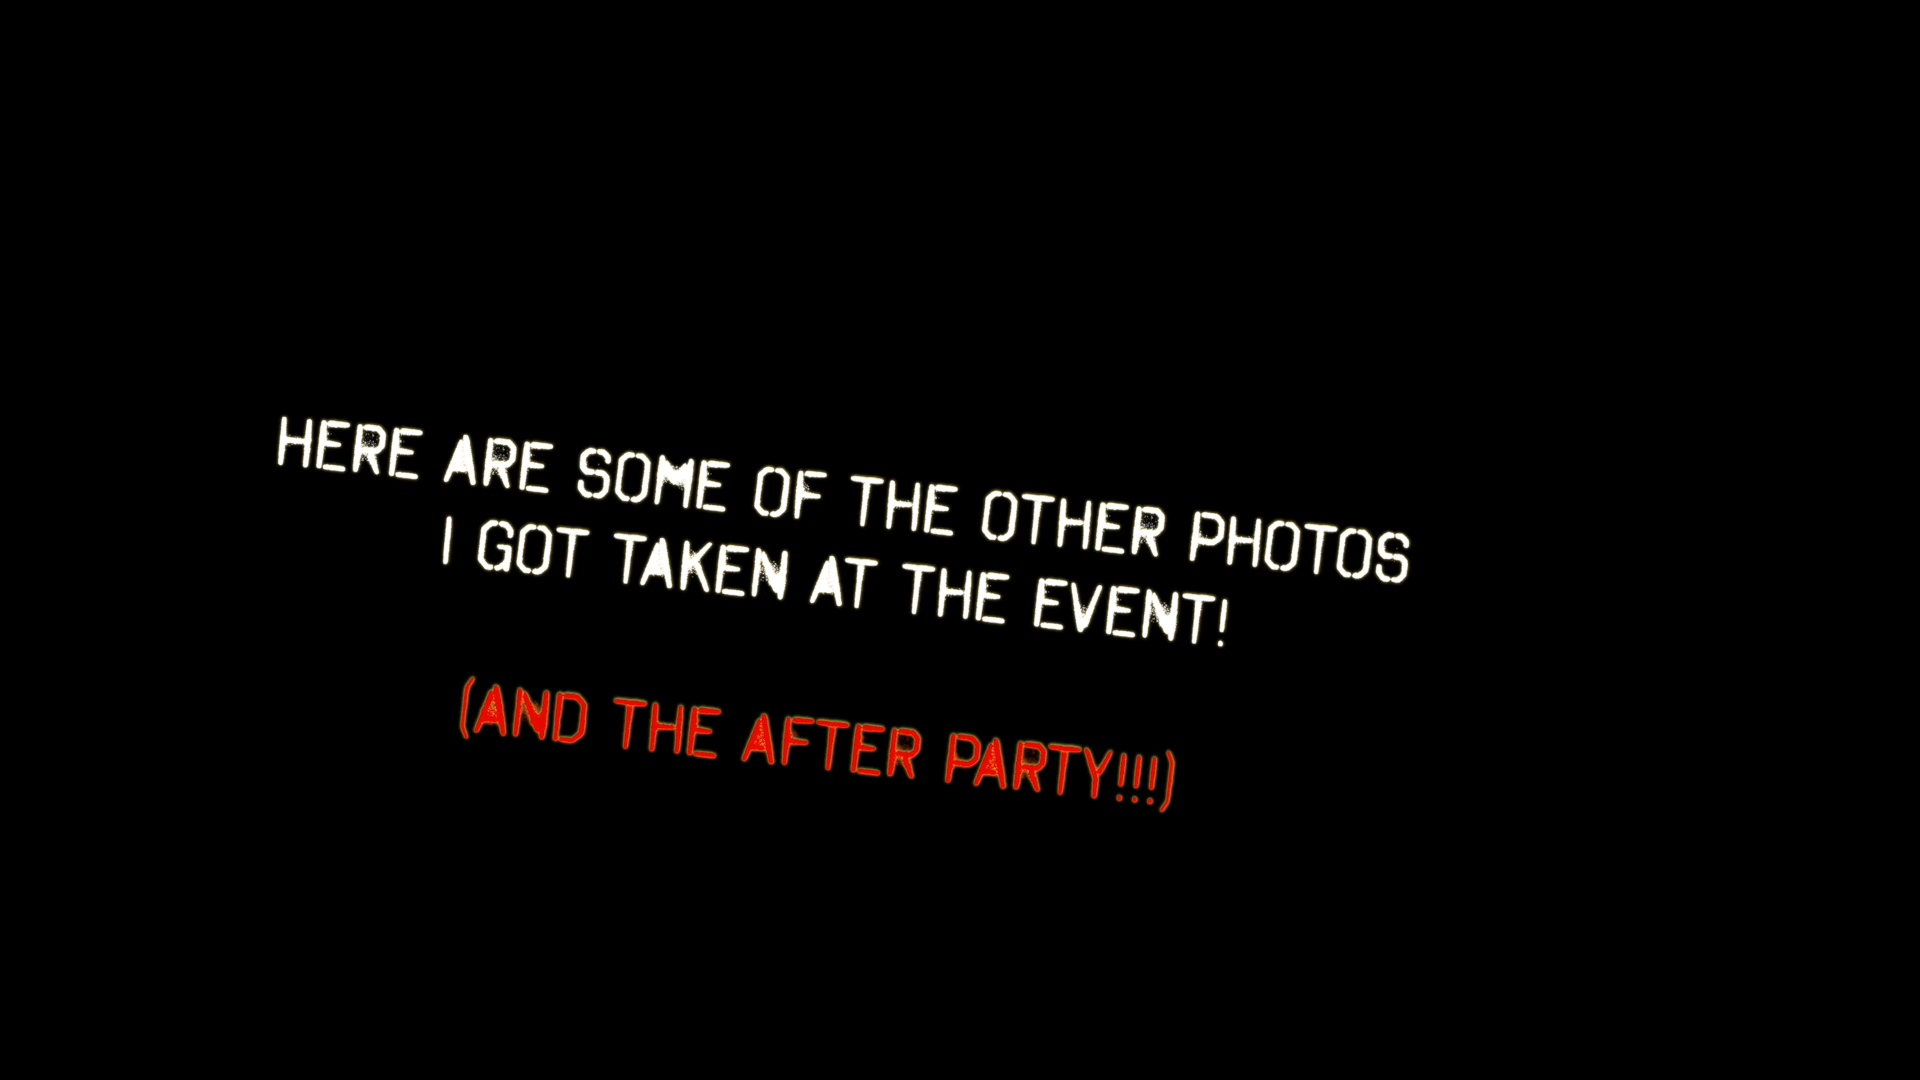 HERE ARE SOME OF THE OTHER PHOTOS
I GOT TAKEN AT THE EVENT!
(AND THE AFTER PARTY!!!)